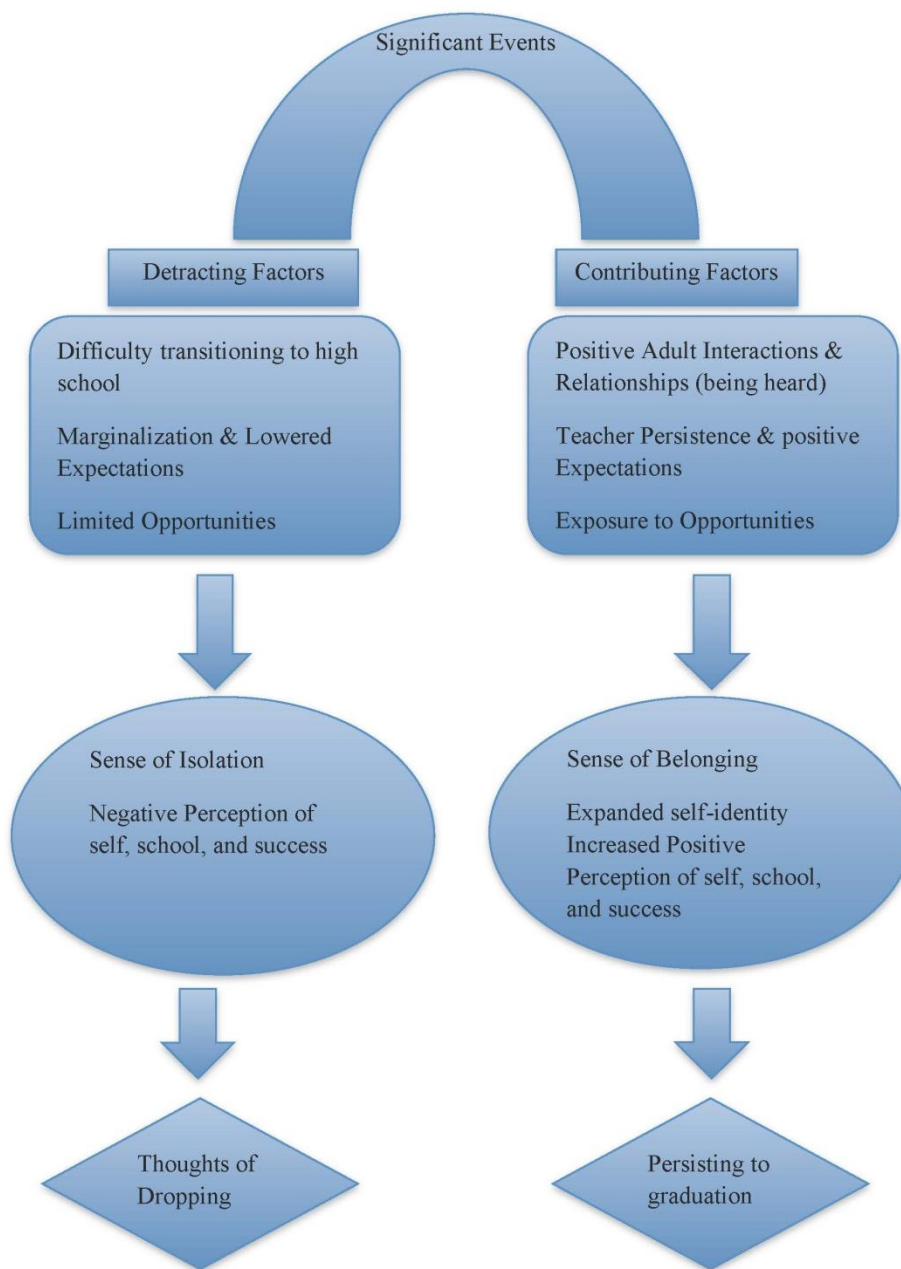 Significant Events
Detracting Factors
Contributing Factors
Difficulty transitioning to high
school
Marginalization & Lowered
Expectations
Limited Opportunities
Positive Adult Interactions &
Relationships (being heard)
Teacher Persistence & positive
Expectations
Exposure to Opportunities
Sense of Isolation
Negative Perception of
self, school, and success
Sense of Belonging
Expanded self-identity
Increased Positive
Perception of self, school,
and success
Thoughts of
Dropping
Persisting to
graduation